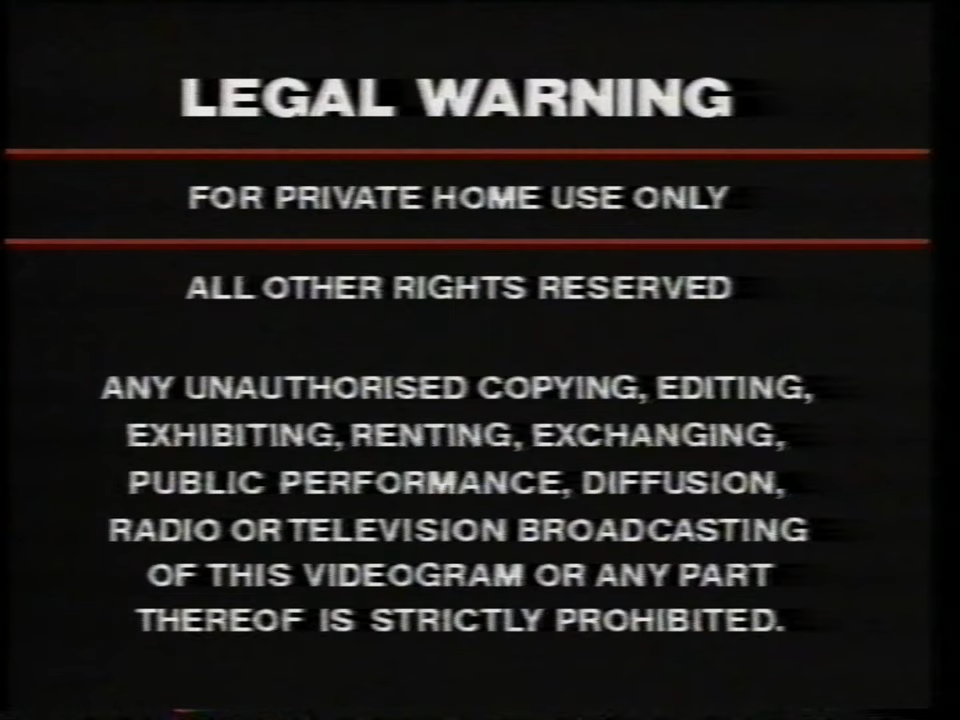 LEGAL WARNING
FOR PRIVATE HOME USE ONLY
ALL OTHER RIGHTS RESERVED
ANY UNAUTHORISED COPYING, EDITING,
EXHIBITING, RENTING, EXCHANGING,
PUBLIC PERFORMANCE, DIFFUSION,
RADIO OR TELEVISION BROADCASTING
OF THIS VIDEOGRAM OR ANY PART
THEREOF IS STRICTLY PROHIBITED.